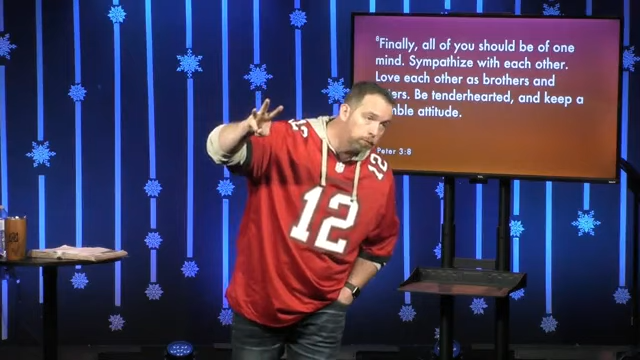 ⁸Finally, all of you should be of one
mind. Sympathize with each other.
Love each other as brothers and
be tenderhearted, and keep a
attitude.
Peter 3:8
12
12